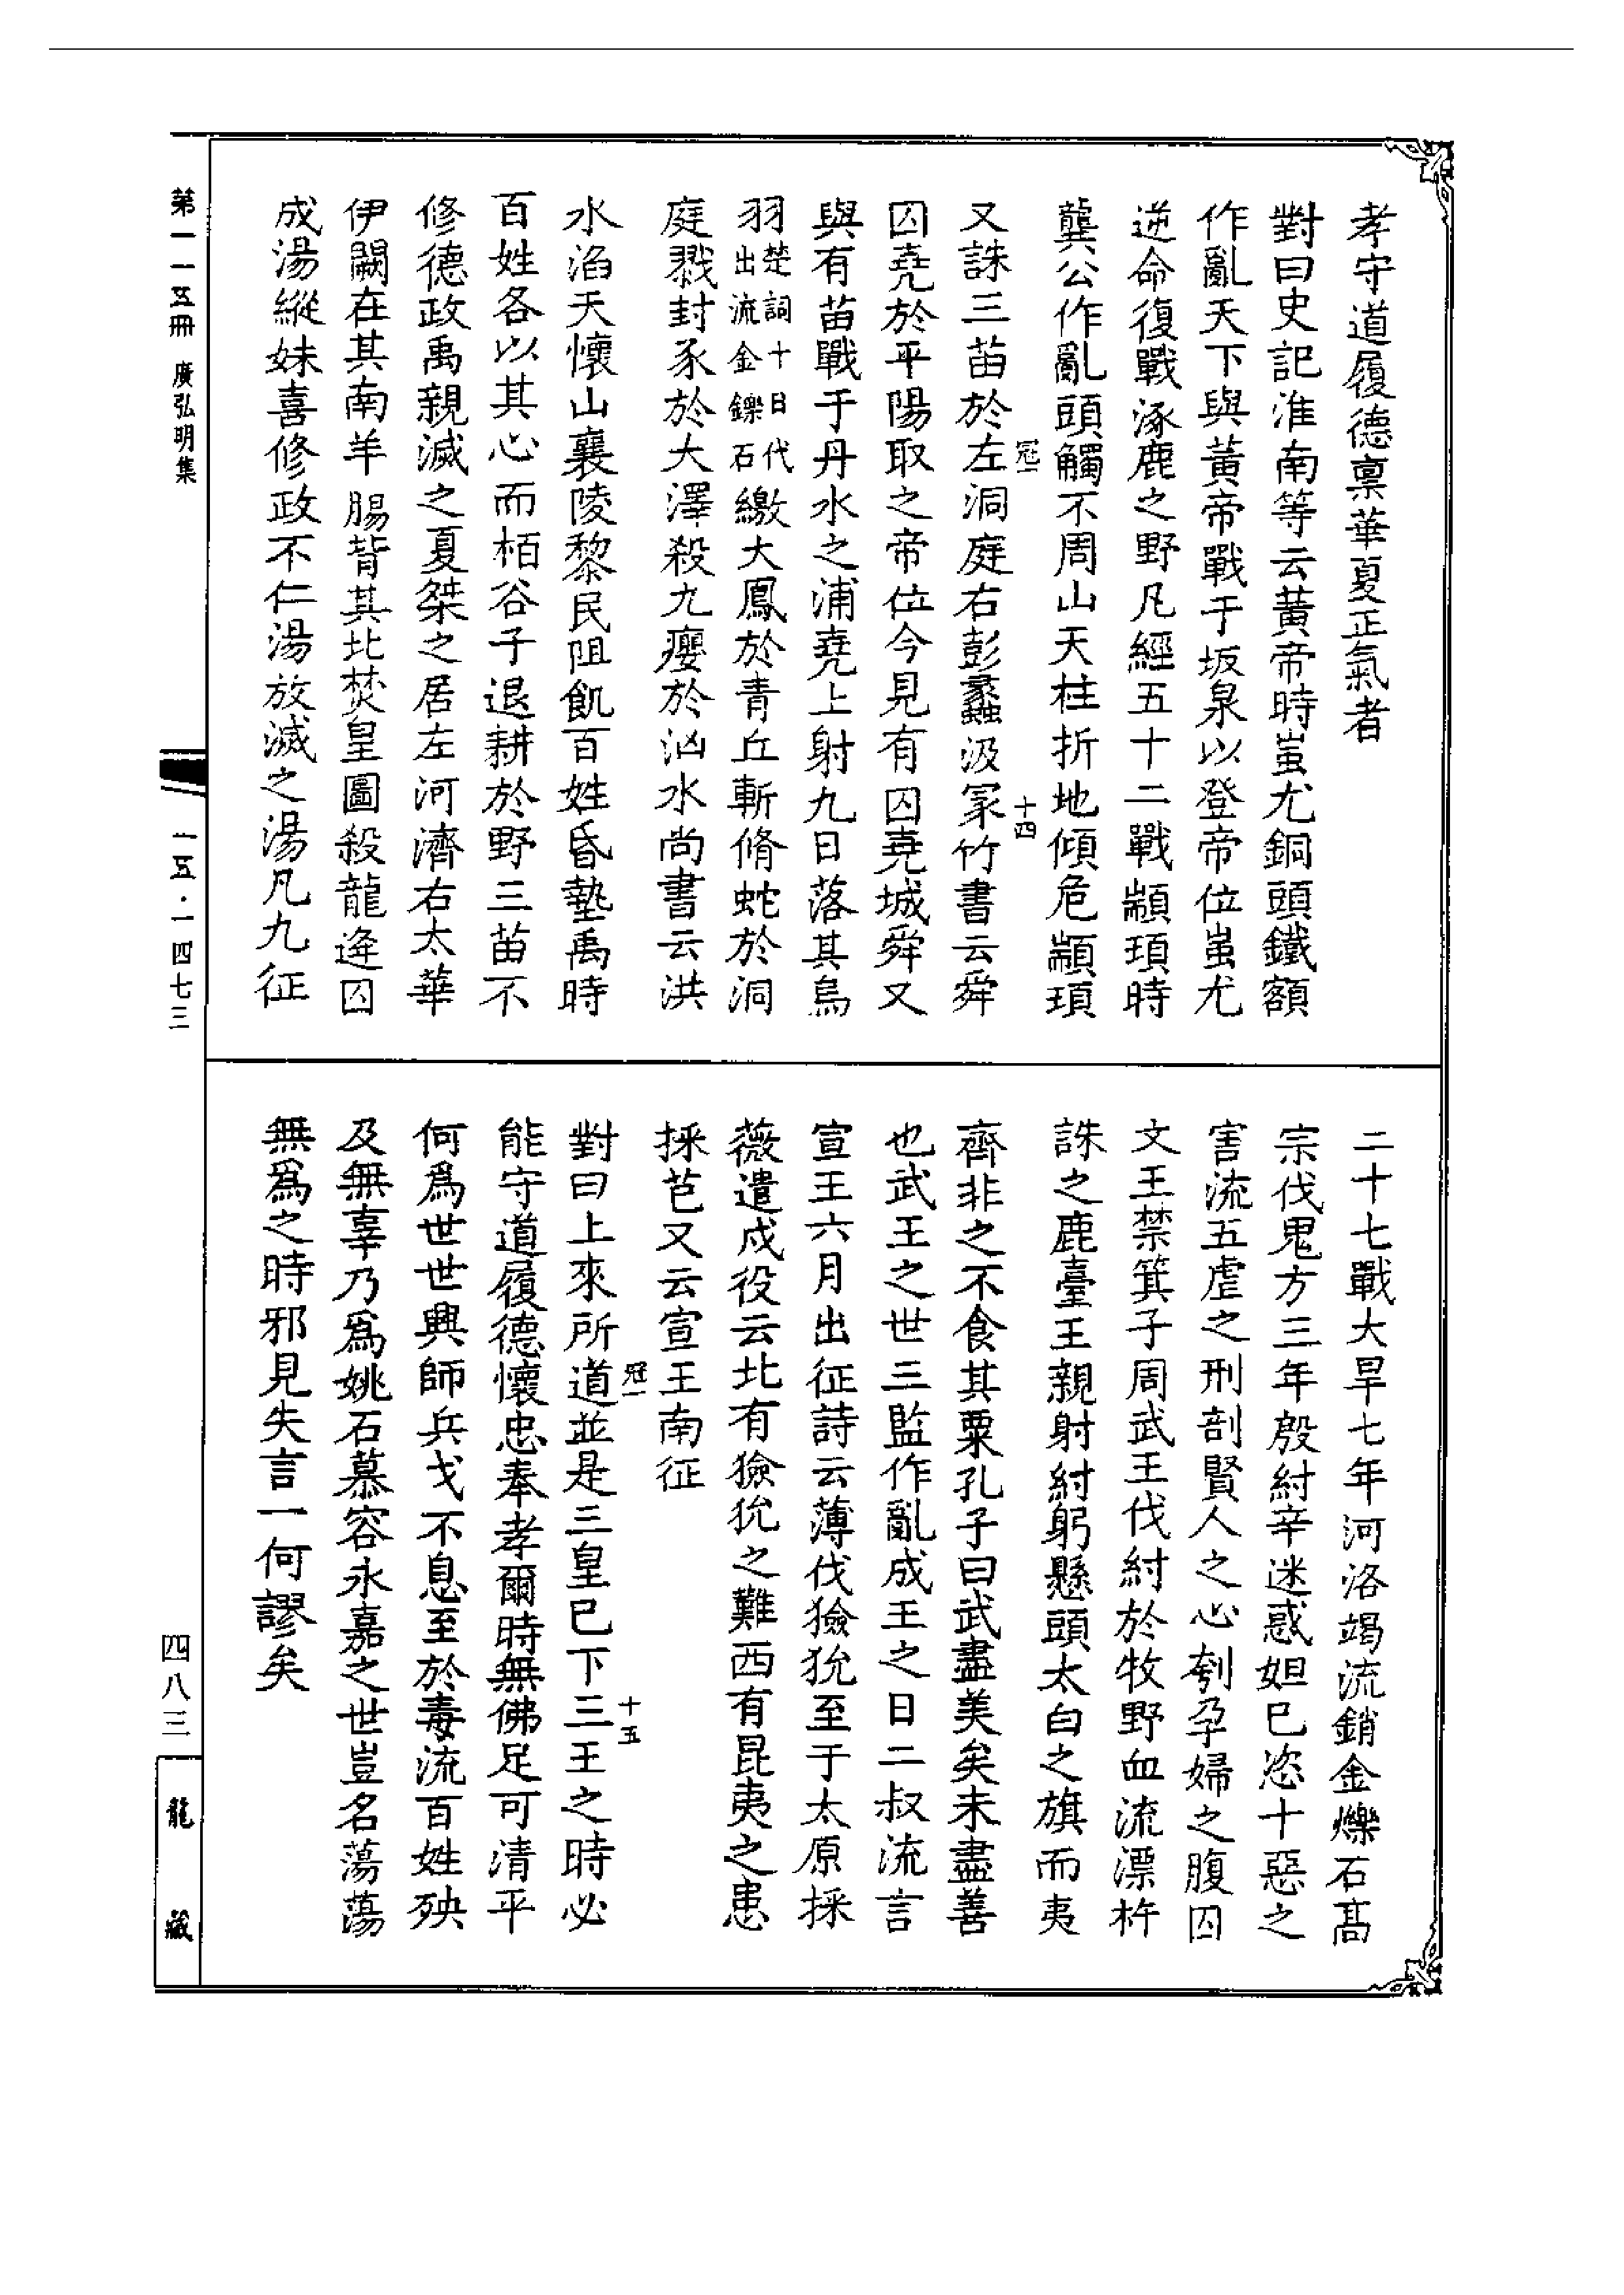 孝守道履德禀華夏正氣者
對曰史記淮南等云黃帝時蚩尤銅頭鐵額
作亂天下與黃帝戰于坂泉以登帝位蚩尤
逆命復戰涿鹿之野凡經五十二戰顓頊時
龔公作亂頭觸不周山天柱折地傾危顓頊
冠一
十四
又誅三苗於左洞庭右彭蠡汲冢竹書云舜
囚堯於平陽取之帝位今見有囚堯城舜又
與有苗戰于丹水之浦堯上射九日落其烏
羽楚詞十日代出流金鑠石繳大鳳於青丘斬脩蛇於洞
庭戮封豕於大澤殺九癭於汹水尚書云洪
水滔天懷山襄陵黎民阻飢百姓昏墊禹時
百姓各以其心而栢谷子退耕於野三苗不
修德政禹親滅之夏桀之居左河濟右太華
伊闕在其南羊腸背其北焚皇圖殺龍逄囚
成湯縱妹喜修政不仁湯放滅之湯凡九征
二十七戰大旱七年河洛竭流銷金爍石髙
宗伐鬼方三年殷紂辛迷惑妲已恣十惡之
害流五虐之刑剖賢人之心刳孕婦之腹囚
文王禁箕子周武王伐紂於牧野血流漂杵
誅之鹿臺王親射紂躬懸頭太白之旗而夷
齊非之不食其粟孔子曰武盡美矣未盡善
也武王之世三監作亂成王之日二叔流言
宣王六月出征詩云薄伐獫狁至于太原採
薇遣戍役云北有獫狁之難西有昆夷之患
採芑又云宣王南征
冠一
十五
對曰上來所道並是三皇已下三王之時必
能守道履德懷忠奉孝爾時無佛足可清平
何爲世世興師兵戈不息至於毒流百姓殃
及無辜乃爲姚石慕容永嘉之世豈名蕩蕩
無爲之時邪見失言一何謬矣
第一一五冊 廣弘明集
一五·一四七三
四八三
龍藏